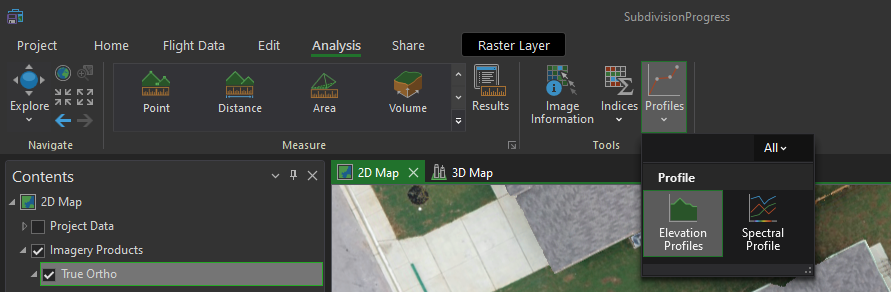 SubdivisionProgress
Project Home Flight Data Edit Analysis Share Raster Layer
Explore
Navigate
Point Distance Area Volume
Results
Measure
Image
Information
Indices
Profiles
Tools
All
Profile
Elevation
Profiles
Spectral
Profile
Contents
2D Map
Project Data
Imagery Products
True Ortho
2D Map 3D Map